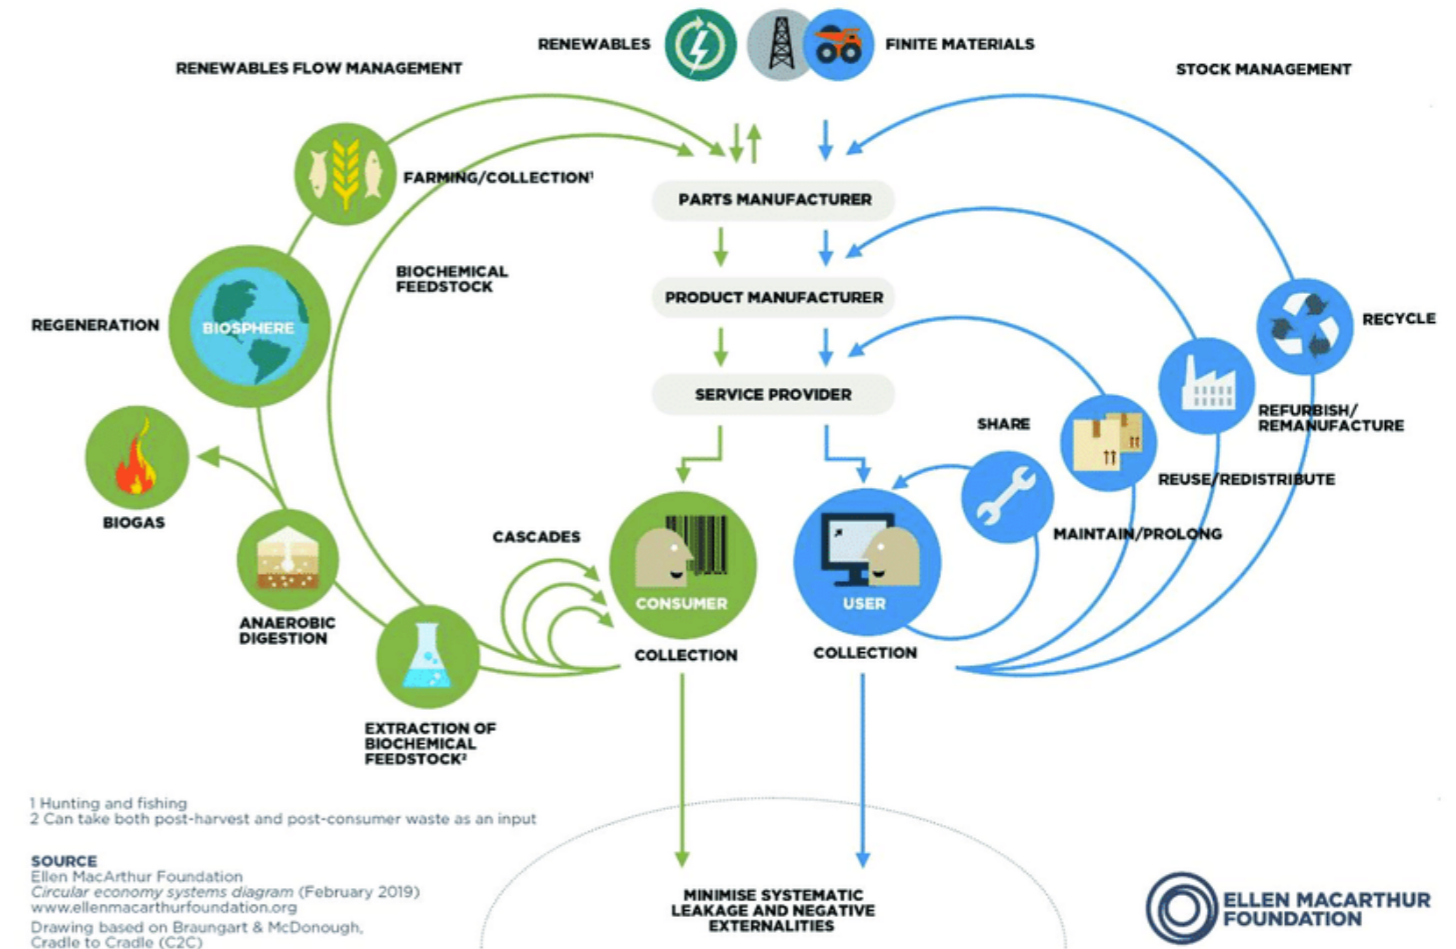 RENEWABLES
FINITE MATERIALS
RENEWABLES FLOW MANAGEMENT
STOCK MANAGEMENT
FARMING/COLLECTION¹
PARTS MANUFACTURER
BIOCHEMICAL
FEEDSTOCK
PRODUCT MANUFACTURER
REGENERATION
BIOSPHERE
RECYCLE
SERVICE PROVIDER
SHARE
REFURBISH/
REMANUFACTURE
REUSE/REDISTRIBUTE
BIOGAS
CASCADES
MAINTAIN/PROLONG
CONSUMER
USER
ANAEROBIC
DIGESTION
COLLECTION
COLLECTION
EXTRACTION OF
BIOCHEMICAL
FEEDSTOCK²
1 Hunting and fishing
2 Can take both post-harvest and post-consumer waste as an input
SOURCE
Ellen MacArthur Foundation
Circular economy systems diagram (February 2019)
www.ellenmacarthurfoundation.org
Drawing based on Braungart & McDonough,
Cradle to Cradle (C2C)
MINIMISE SYSTEMATIC
LEAKAGE AND NEGATIVE
EXTERNALITIES
ELLEN MACARTHUR
FOUNDATION